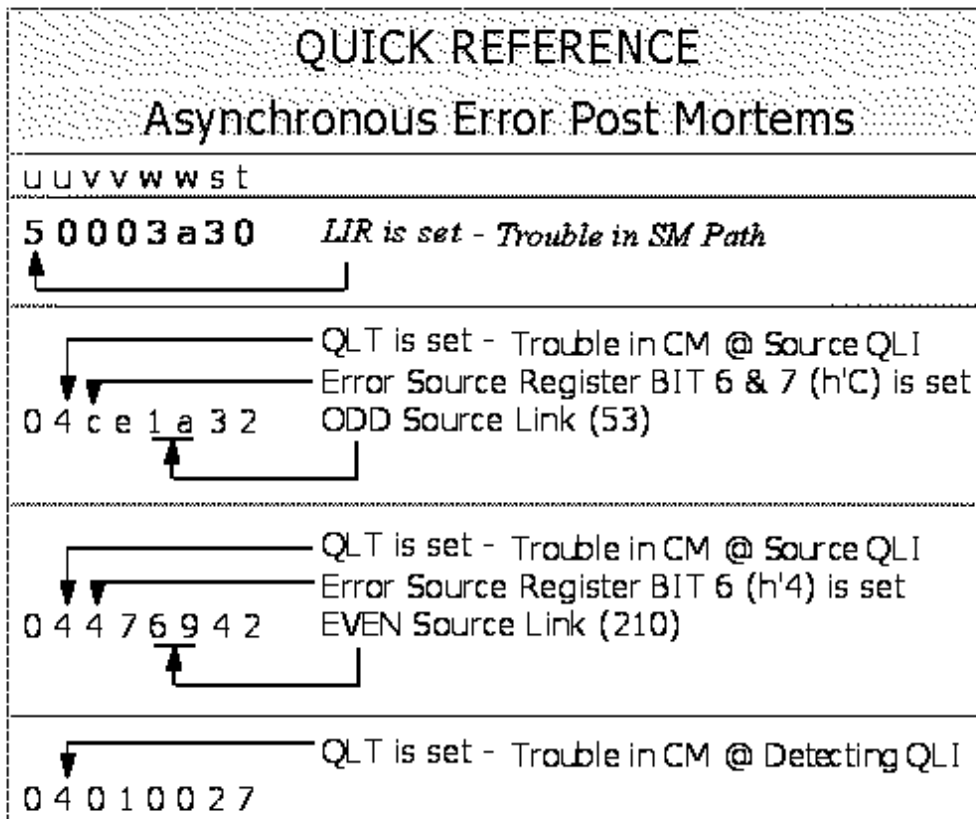 QUICK REFERENCE
Asynchronous Error Post Mortems
u u v v w w s t
5 0 0 0 3 a 3 0 LIR is set - Trouble in SM Path
QLT is set - Trouble in CM @ Source QLI
Error Source Register BIT 6 & 7 (h'C) is set
0 4 c e 1 a 3 2 ODD Source Link (53)
QLT is set - Trouble in CM @ Source QLI
Error Source Register BIT 6 (h'4) is set
0 4 4 7 6 9 4 2 EVEN Source Link (210)
QLT is set - Trouble in CM @ Detecting QLI
0 4 0 1 0 0 2 7